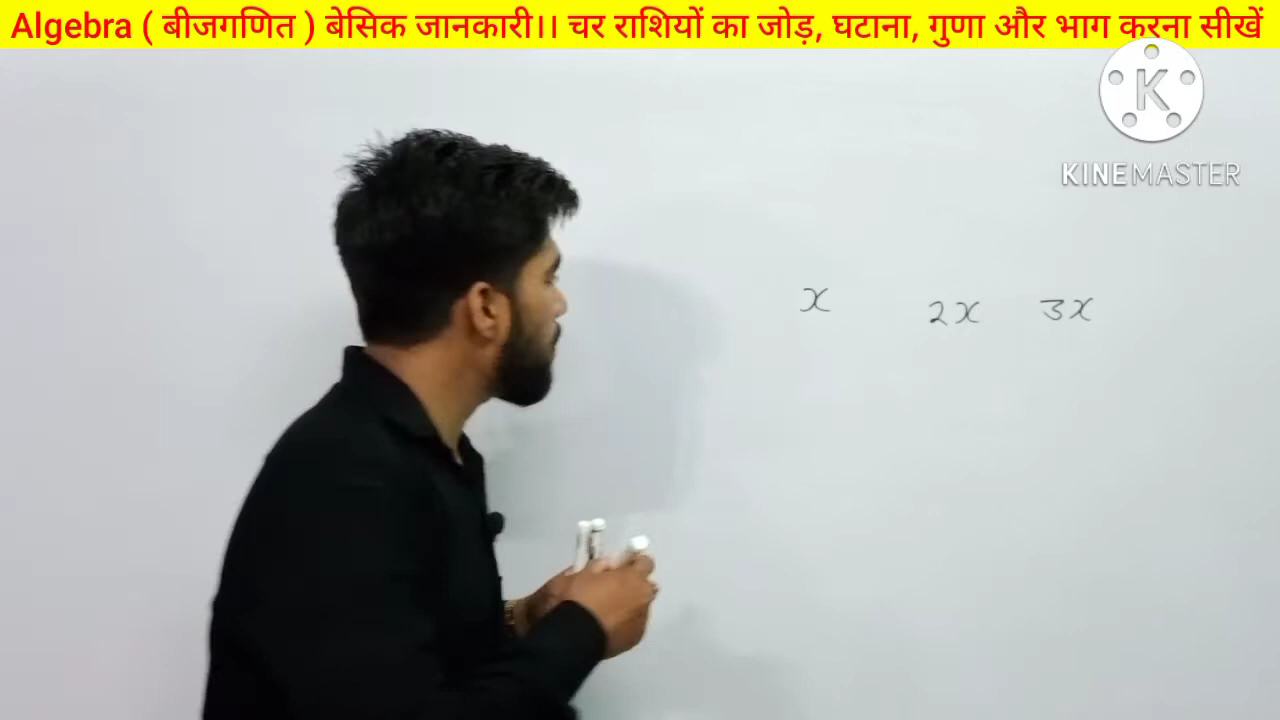 Algebra ( बीजगणित ) बेसिक जानकारी।। चर राशियों का जोड़, घटाना, गुणा और भाग करना सीखें
K
KINEMASTER
x 2x 3x